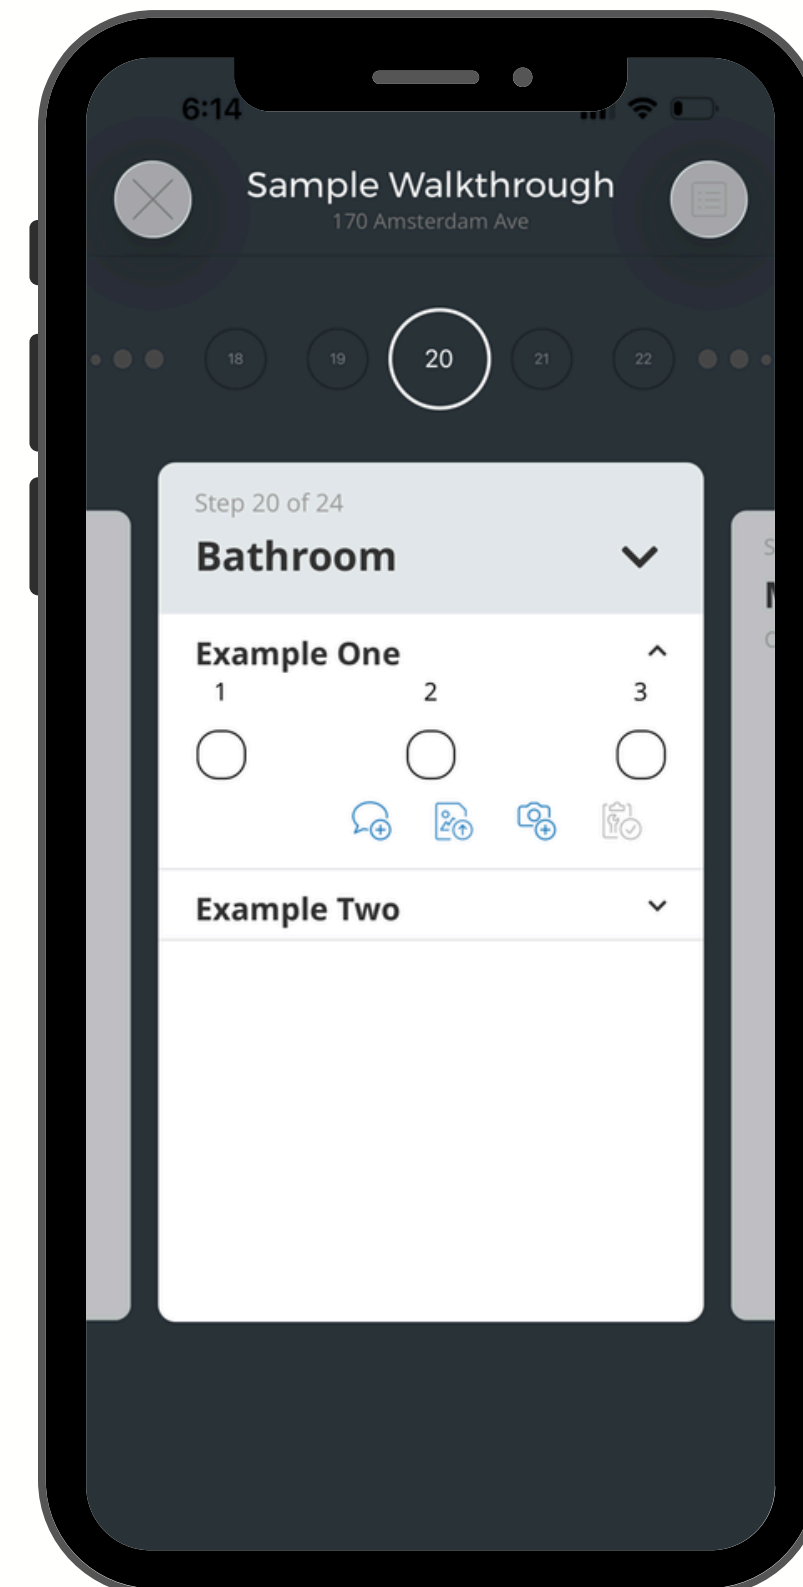 6:14
Sample Walkthrough
170 Amsterdam Ave
18 19 20 21 22
Step 20 of 24
Bathroom
Example One
1 2 3
Example Two